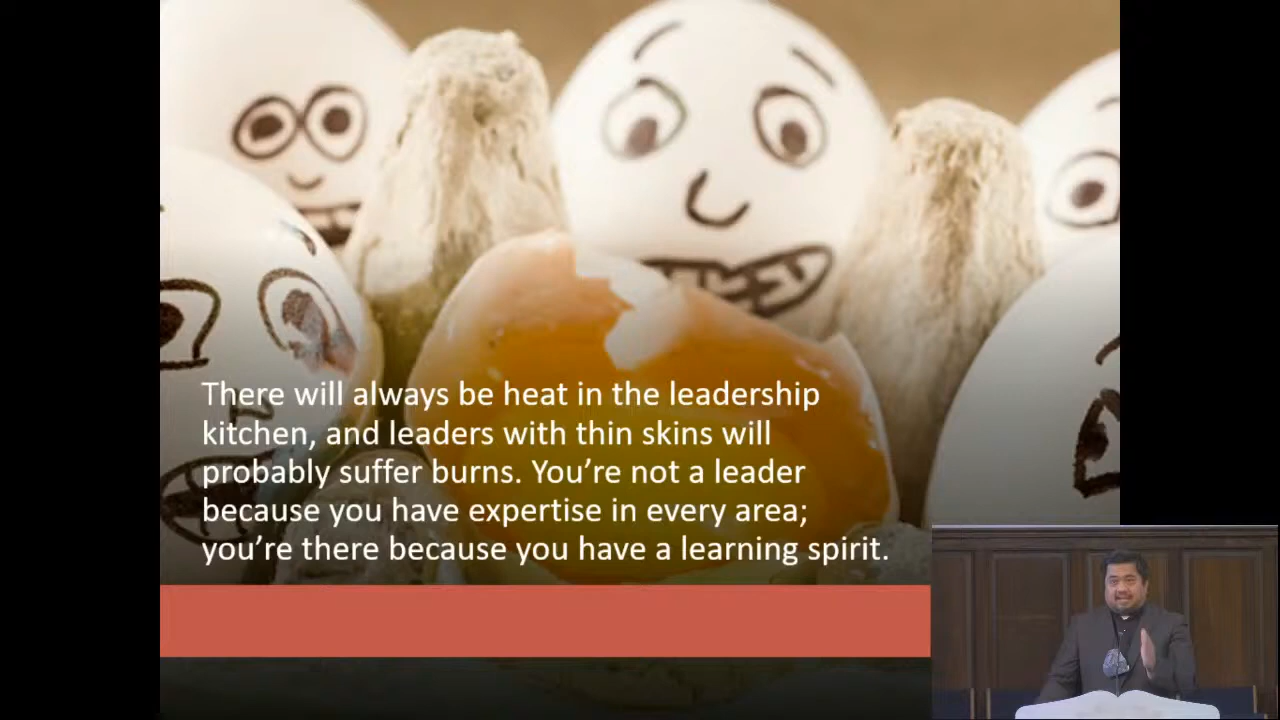 There will always be heat in the leadership
kitchen, and leaders with thin skins will
probably suffer burns. You’re not a leader
because you have expertise in every area;
you’re there because you have a learning spirit.